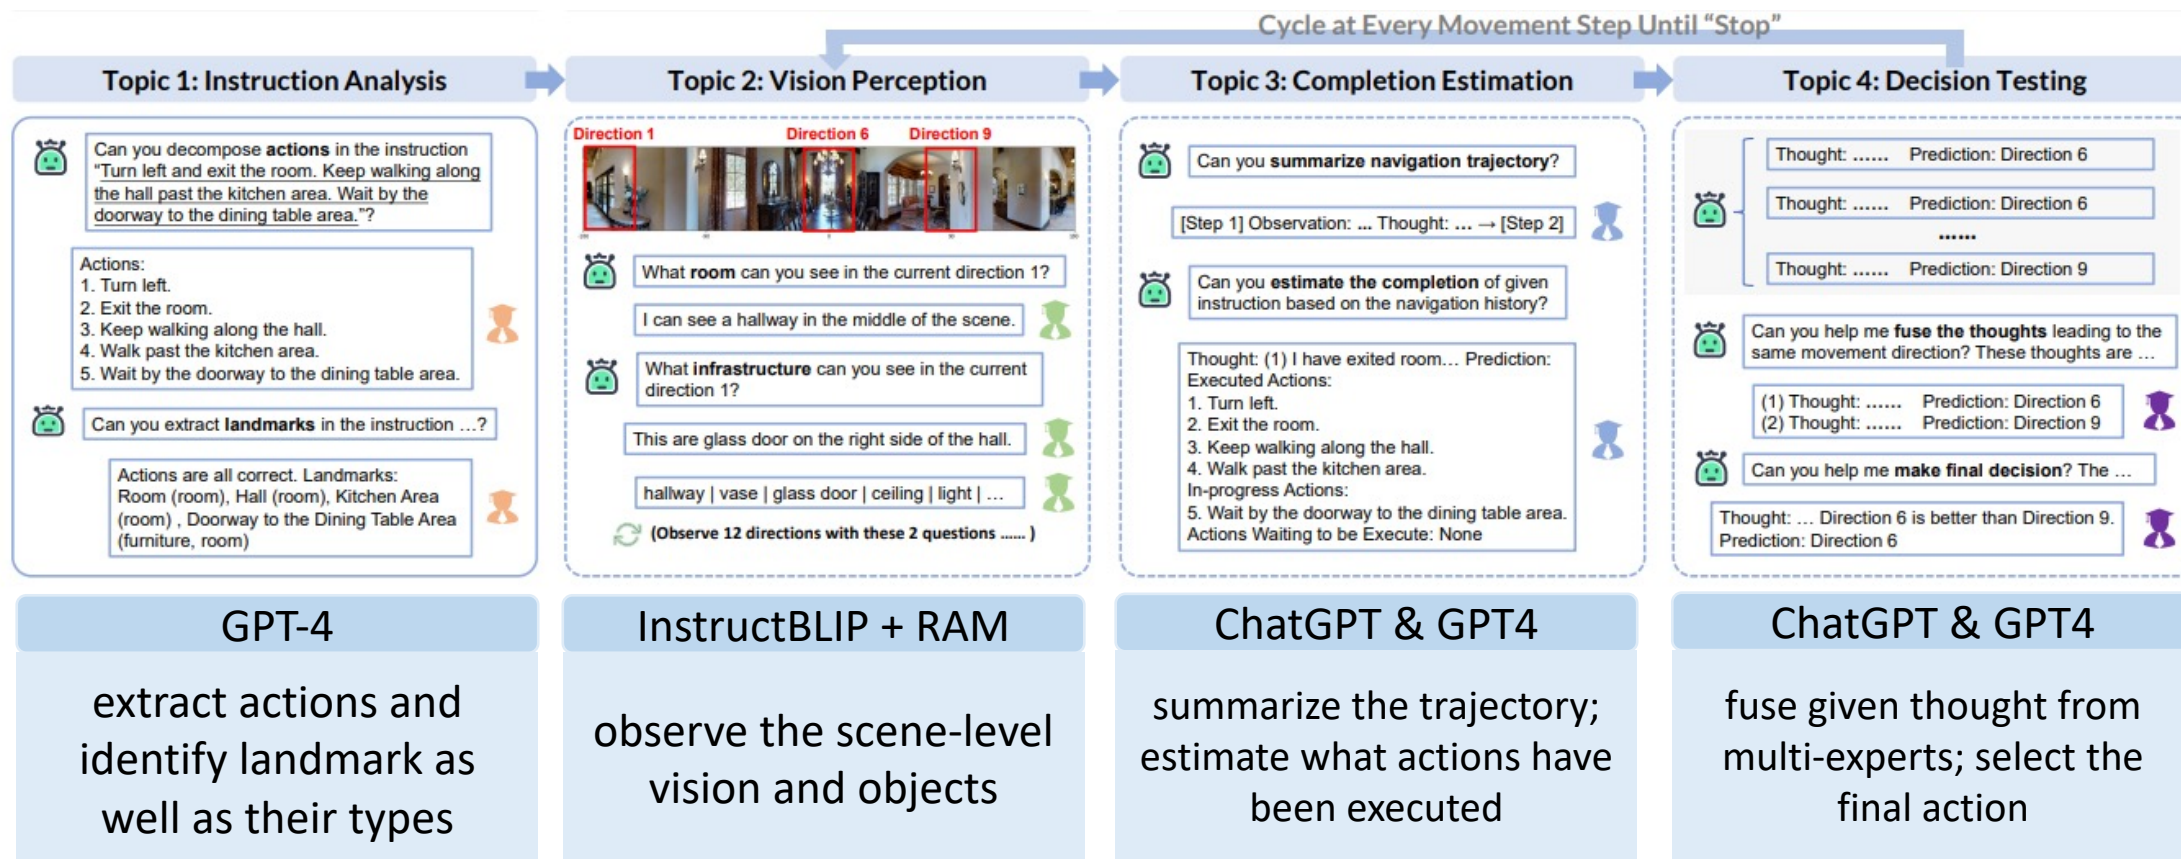 Cycle at Every Movement Step Until “Stop”
Topic 1: Instruction Analysis
Can you decompose actions in the instruction
“Turn left and exit the room. Keep walking along
the hall past the kitchen area. Wait by the
doorway to the dining table area.”?
Actions:
1. Turn left.
2. Exit the room.
3. Keep walking along the hall.
4. Walk past the kitchen area.
5. Wait by the doorway to the dining table area.
Can you extract landmarks in the instruction ...?
Actions are all correct. Landmarks:
Room (room), Hall (room), Kitchen Area
(room) , Doorway to the Dining Table Area
(furniture, room)
GPT-4
extract actions and
identify landmark as
well as their types
Topic 2: Vision Perception
Direction 1 Direction 6 Direction 9
What room can you see in the current direction 1?
I can see a hallway in the middle of the scene.
What infrastructure can you see in the current
direction 1?
This are glass door on the right side of the hall.
hallway | vase | glass door | ceiling | light | ...
(Observe 12 directions with these 2 questions ...... )
InstructBLIP + RAM
observe the scene-level
vision and objects
Topic 3: Completion Estimation
Can you summarize navigation trajectory?
[Step 1] Observation: ... Thought: ... → [Step 2]
Can you estimate the completion of given
instruction based on the navigation history?
Thought: (1) I have exited room... Prediction:
Executed Actions:
1. Turn left.
2. Exit the room.
3. Keep walking along the hall.
4. Walk past the kitchen area.
In-progress Actions:
5. Wait by the doorway to the dining table area.
Actions Waiting to be Execute: None
ChatGPT & GPT4
summarize the trajectory;
estimate what actions have
been executed
Topic 4: Decision Testing
Thought: ...... Prediction: Direction 6
Thought: ...... Prediction: Direction 6
......
Thought: ...... Prediction: Direction 9
Can you help me fuse the thoughts leading to the
same movement direction? These thoughts are ...
(1) Thought: ...... Prediction: Direction 6
(2) Thought: ...... Prediction: Direction 9
Can you help me make final decision? The ...
Thought: ... Direction 6 is better than Direction 9.
Prediction: Direction 6
ChatGPT & GPT4
fuse given thought from
multi-experts; select the
final action